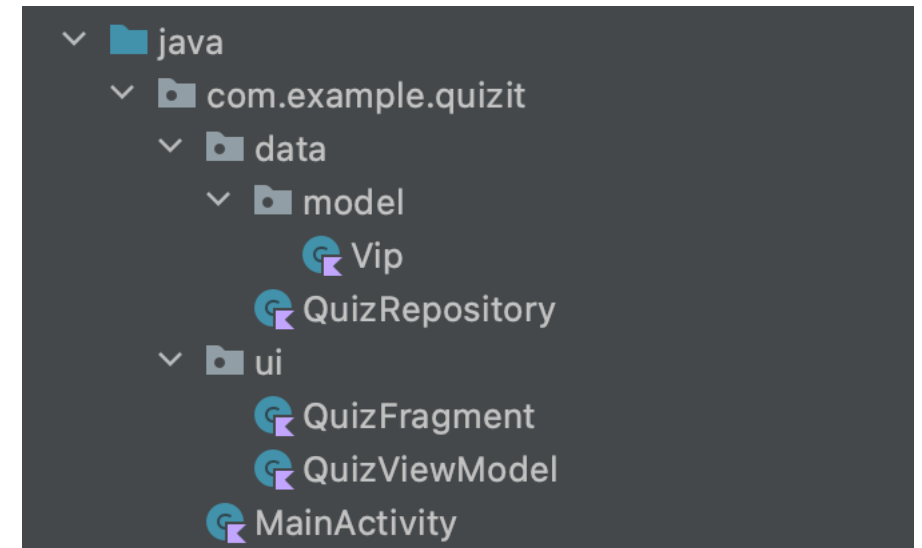 java
com.example.quizit
data
model
Vip
QuizRepository
ui
QuizFragment
QuizViewModel
MainActivity